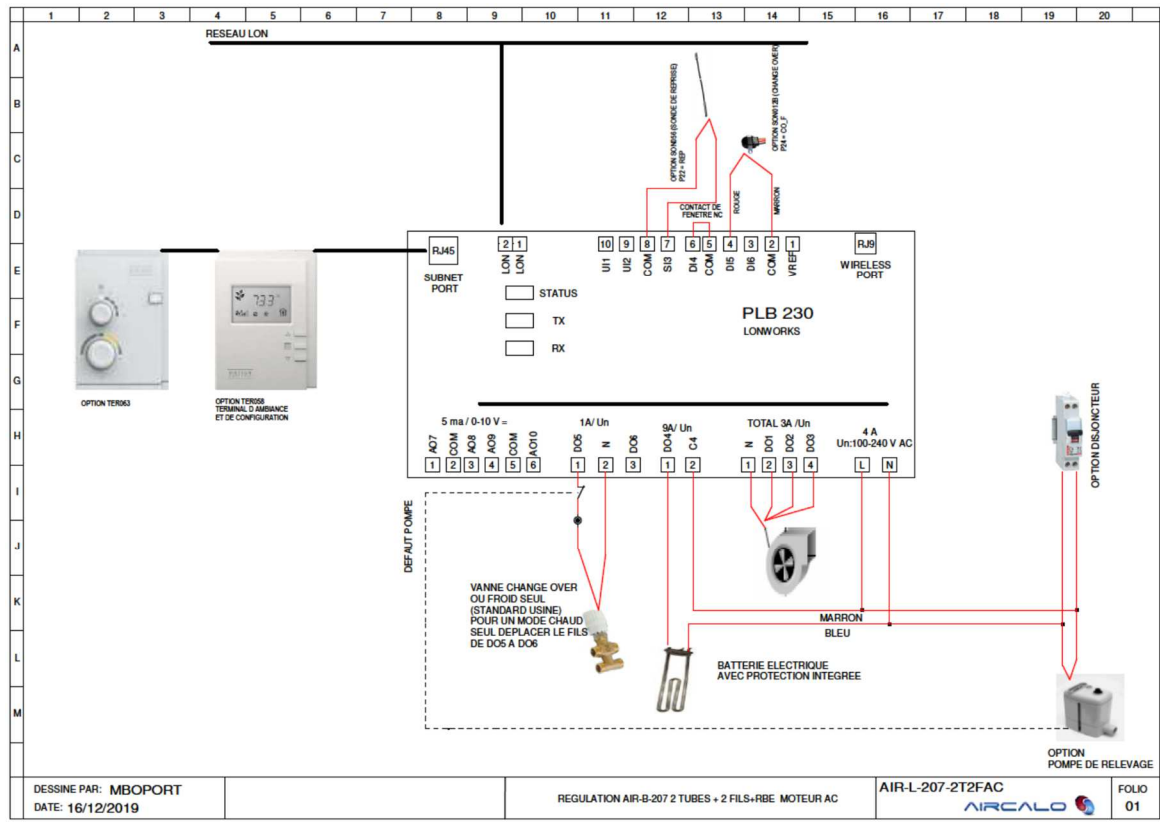 1 2 3 4 5 6 7 8 9 10 11 12 13 14 15 16 17 18 19 20
A
B
C
D
E
F
G
H
I
J
K
L
M
RESEAU LON
OPTION SON056 (SONDE DE REPRISE)
P22 = REP
OPTION SON012B (CHANGE OVER)
P24 = CO_F
CONTACT DE
FENETRE NC
ROUGE
MARRON
RJ45
SUBNET
PORT
2 1
LON LON
10 9 8 7 6 5 4 3 2 1
UI1 UI2 COM SI3 DI4 COM DI5 DI6 COM VREF
RJ9
WIRELESS
PORT
STATUS
TX
RX
PLB 230
LONWORKS
OPTION TER063
OPTION TER058
TERMINAL D AMBIANCE
ET DE CONFIGURATION
5 ma / 0-10 V =
AO7 COM AO8 AO9 COM AO10
1 2 3 4 5 6
1A/ Un
DO5 N DO6
1 2 3
9A/ Un
DO4 C4
1 2
TOTAL 3A /Un
N DO1 DO2 DO3
1 2 3 4
4 A
Un:100-240 V AC
L N
OPTION DISJONCTEUR
DEFAUT POMPE
VANNE CHANGE OVER
OU FROID SEUL
(STANDARD USINE)
POUR UN MODE CHAUD
SEUL DEPLACER LE FILS
DE DO5 A DO6
MARRON
BLEU
BATTERIE ELECTRIQUE
AVEC PROTECTION INTEGREE
OPTION
POMPE DE RELEVAGE
DESSINE PAR: MBOPORT
DATE: 16/12/2019
REGULATION AIR-B-207 2 TUBES + 2 FILS+RBE MOTEUR AC
AIR-L-207-2T2FAC
AIRCALO
FOLIO
01